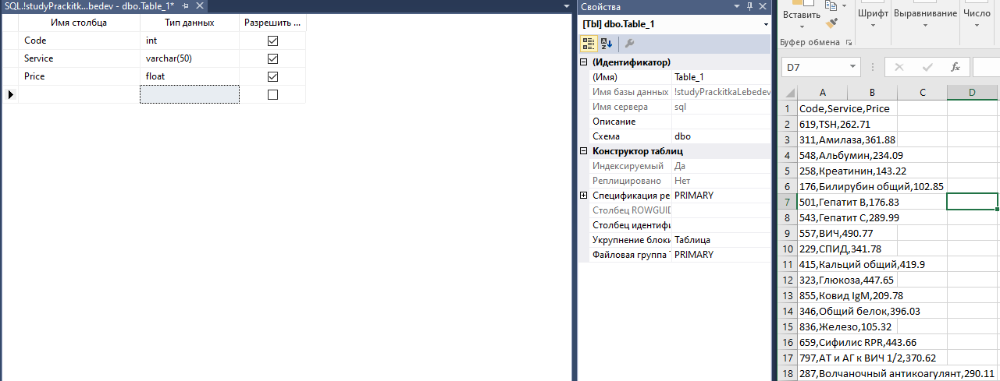 SQL.!studyPrackitk...bedev - dbo.Table_1*
Имя столбца Тип данных Разрешить ...
Code int
Service varchar(50)
Price float
Свойства
[Tbl] dbo.Table_1
(Идентификатор)
(Имя) Table_1
Имя базы данных !studyPrackitkaLebedev
Имя сервера sql
Описание
Схема dbo
Конструктор таблиц
Индексируемый Да
Реплицировано Нет
Спецификация ре PRIMARY
Столбец ROWGUID
Столбец идентифи
Укрупнение блоки Таблица
Файловая группа PRIMARY
Вставить
Шрифт
Выравнивание
Число
Буфер обмена
D7
fx
A B C D
1 Code,Service,Price
2 619,TSH,262.71
3 311,Амилаза,361.88
4 548,Альбумин,234.09
5 258,Креатинин,143.22
6 176,Билирубин общий,102.85
7 501,Гепатит В,176.83
8 543,Гепатит С,289.99
9 557,ВИЧ,490.77
10 229,СПИД,341.78
11 415,Кальций общий,419.9
12 323,Глюкоза,447.65
13 855,Ковид IgM,209.78
14 346,Общий белок,396.03
15 836,Железо,105.32
16 659,Сифилис RPR,443.66
17 797,АТ и АГ к ВИЧ 1/2,370.62
18 287,Волчаночный антикоагулянт,290.11